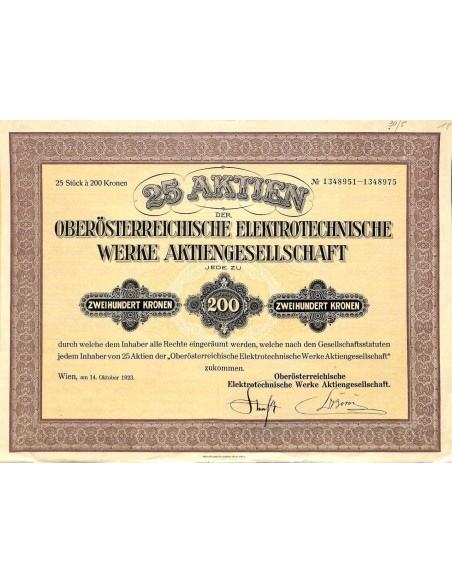 30/5
25 Stück à 200 Kronen
25 AKTIEN
№ 1348951—1348975
DER
OBERÖSTERREICHISCHE ELEKTROTECHNISCHE
WERKE AKTIENGESELLSCHAFT
JEDE ZU
ZWEIHUNDERT KRONEN
200
ZWEIHUNDERT KRONEN
durch welche dem Inhaber alle Rechte eingeräumt werden, welche nach den Gesellschaftsstatuten
jedem Inhaber von 25 Aktien der „Oberösterreichische Elektrotechnische Werke Aktiengesellschaft“
zukommen.
Wien, am 14. Oktober 1923.
Oberösterreichische
Elektrotechnische Werke Aktiengesellschaft.